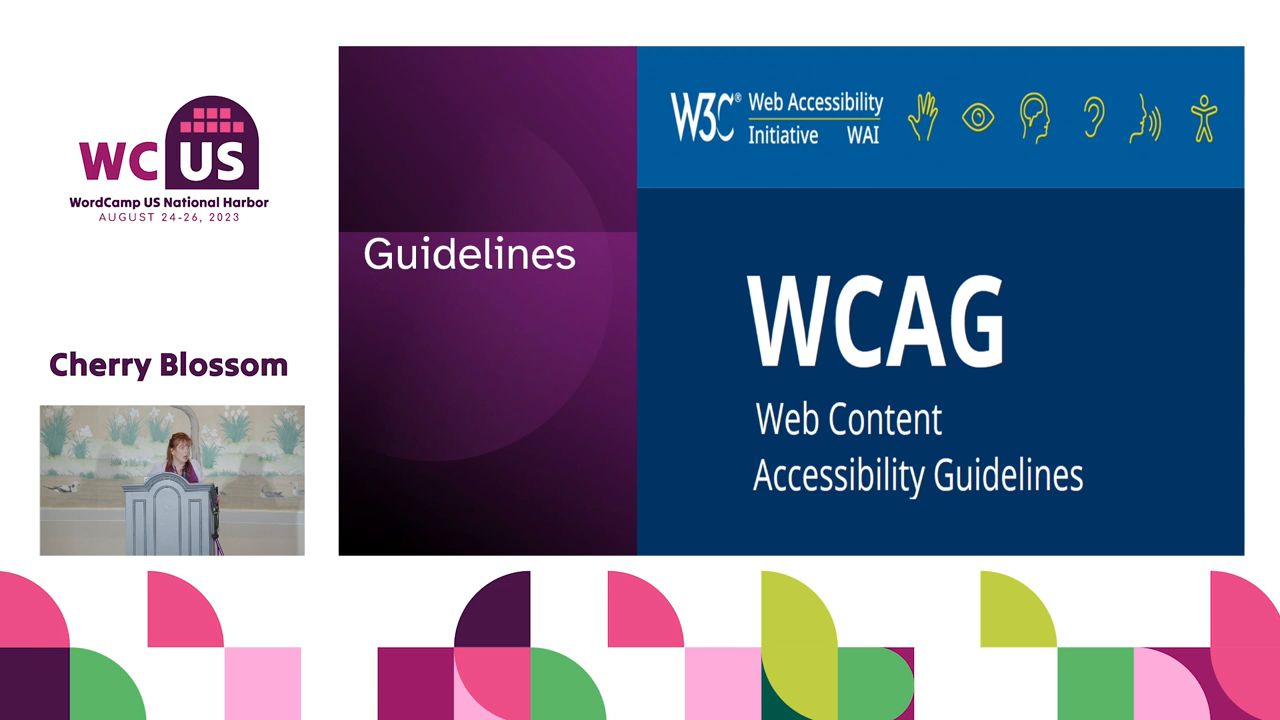 WC US
WordCamp US National Harbor
AUGUST 24-26, 2023
Cherry Blossom
Guidelines
W3C® Web Accessibility
Initiative WAI
WCAG
Web Content
Accessibility Guidelines